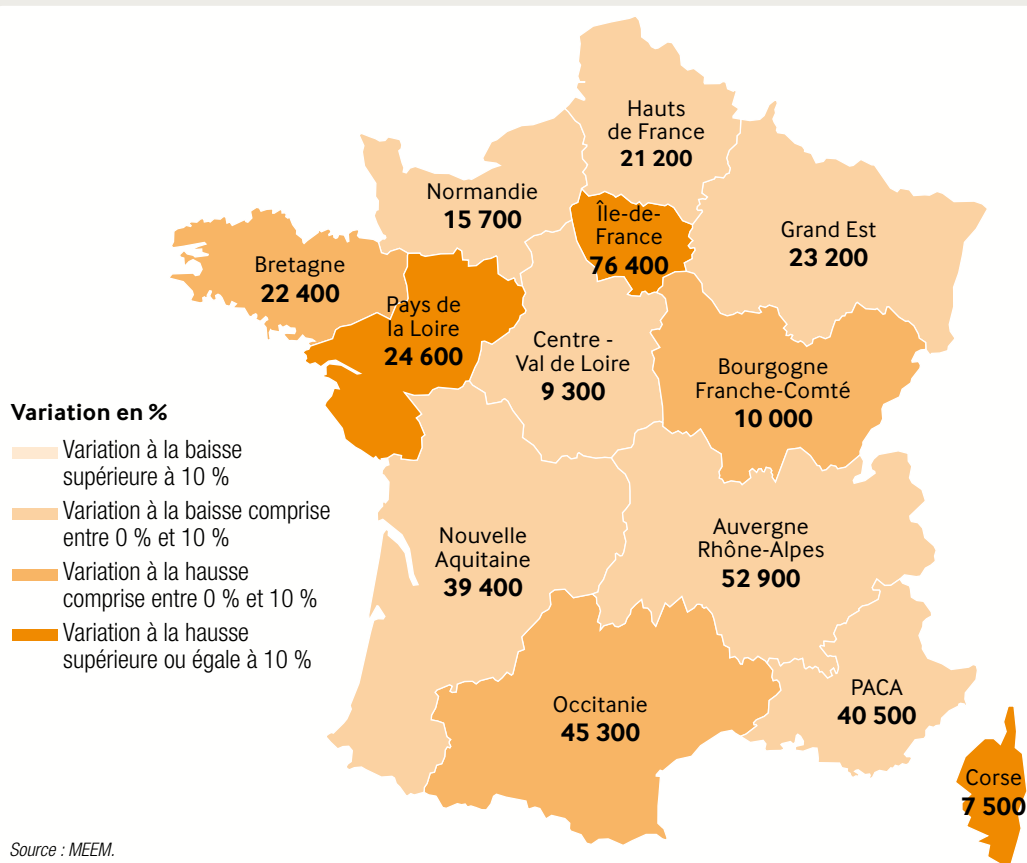 Hauts
de France
21 200
Normandie
15 700
Île-de-
France
76 400
Grand Est
23 200
Bretagne
22 400
Pays de
la Loire
24 600
Centre -
Val de Loire
9 300
Bourgogne
Franche-Comté
10 000
Variation en %
Variation à la baisse
supérieure à 10 %
Variation à la baisse comprise
entre 0 % et 10 %
Variation à la hausse
comprise entre 0 % et 10 %
Variation à la hausse
supérieure ou égale à 10 %
Nouvelle
Aquitaine
39 400
Auvergne
Rhône-Alpes
52 900
Occitanie
45 300
PACA
40 500
Corse
7 500
Source : MEEM.